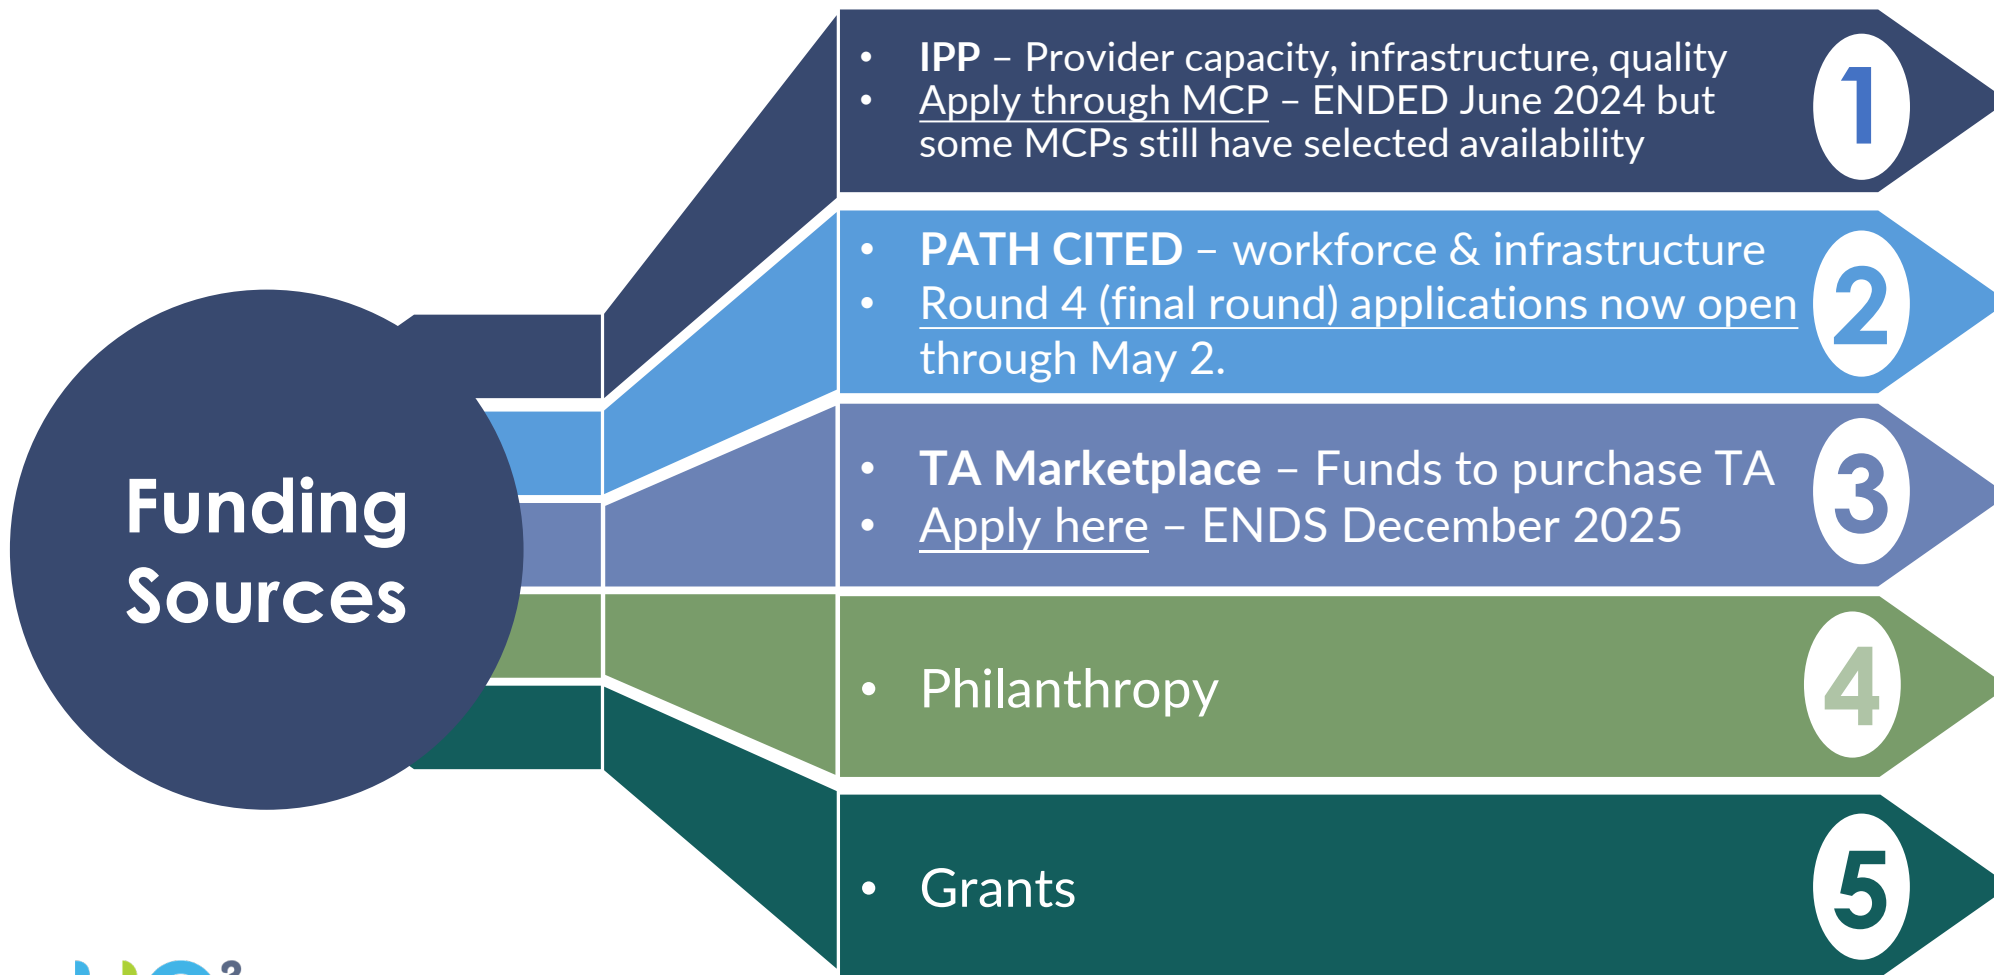 • IPP – Provider capacity, infrastructure, quality
• Apply through MCP – ENDED June 2024 but
some MCPs still have selected availability
1
• PATH CITED – workforce & infrastructure
• Round 4 (final round) applications now open
through May 2.
2
Funding
Sources
• TA Marketplace – Funds to purchase TA
• Apply here – ENDS December 2025
3
• Philanthropy
4
• Grants
5